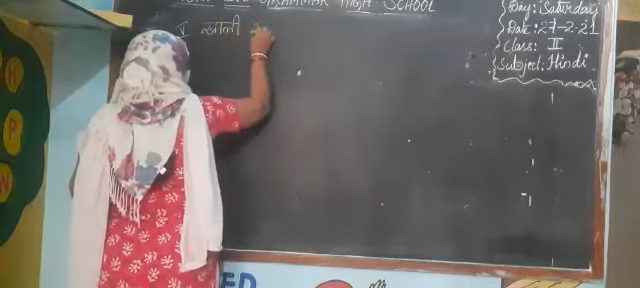 GRAMMAR HIGH SCHOOL
Day: Saturday
Date: 27-2-21
Class: II
Subject: Hindi
V खाली
H
P
N
ED